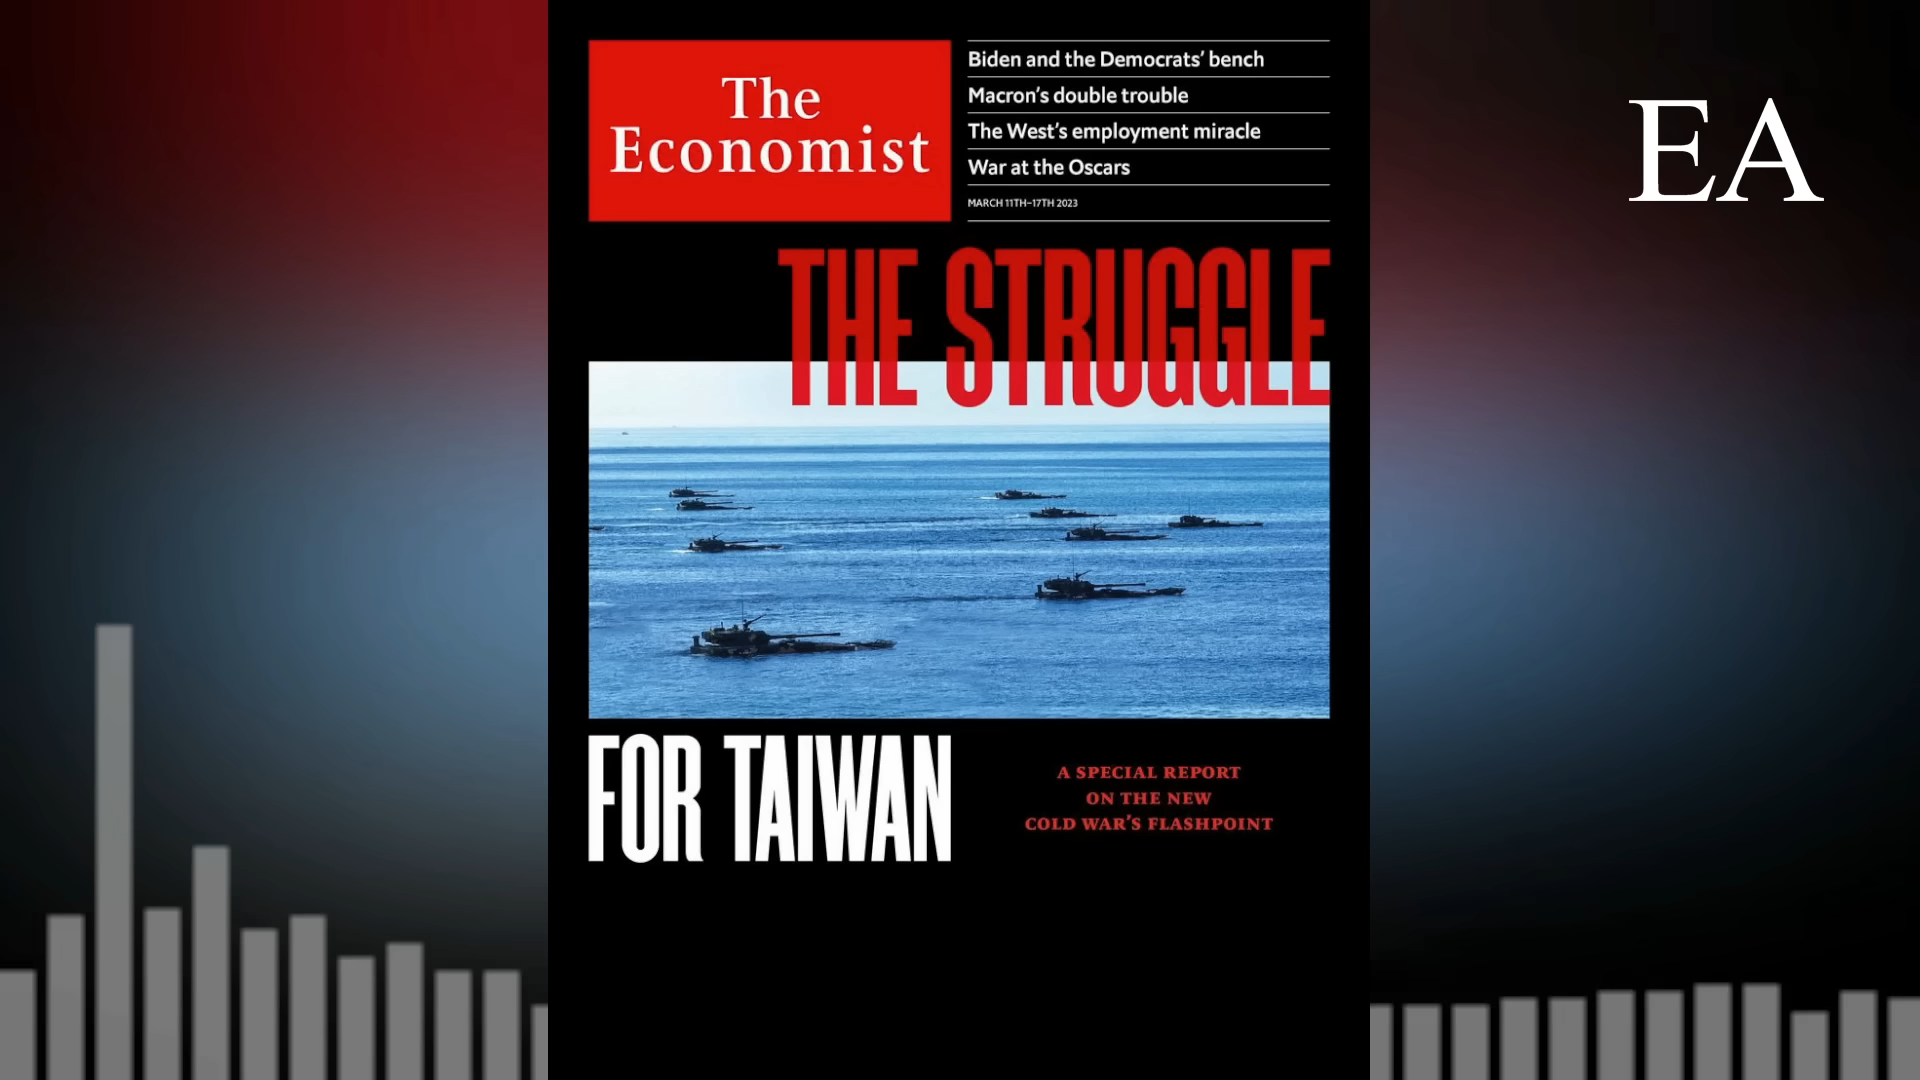 The
Economist
Biden and the Democrats’ bench
Macron’s double trouble
The West’s employment miracle
War at the Oscars
MARCH 11TH–17TH 2023
EA
THE STRUGGLE
FOR TAIWAN
A SPECIAL REPORT
ON THE NEW
COLD WAR’S FLASHPOINT